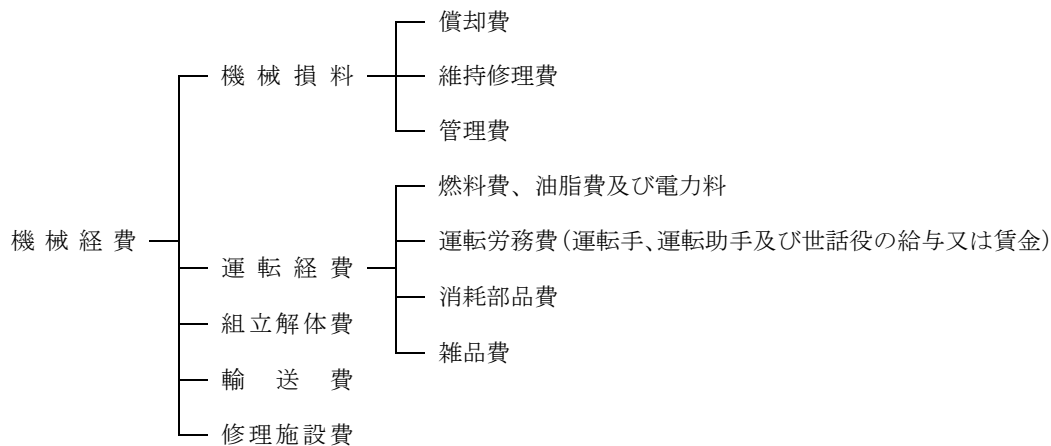 機械経費
機械損料
償却費
維持修理費
管理費
運転経費
燃料費、油脂費及び電力料
運転労務費(運転手、運転助手及び世話役の給与又は賃金)
消耗部品費
雑品費
組立解体費
輸送費
修理施設費